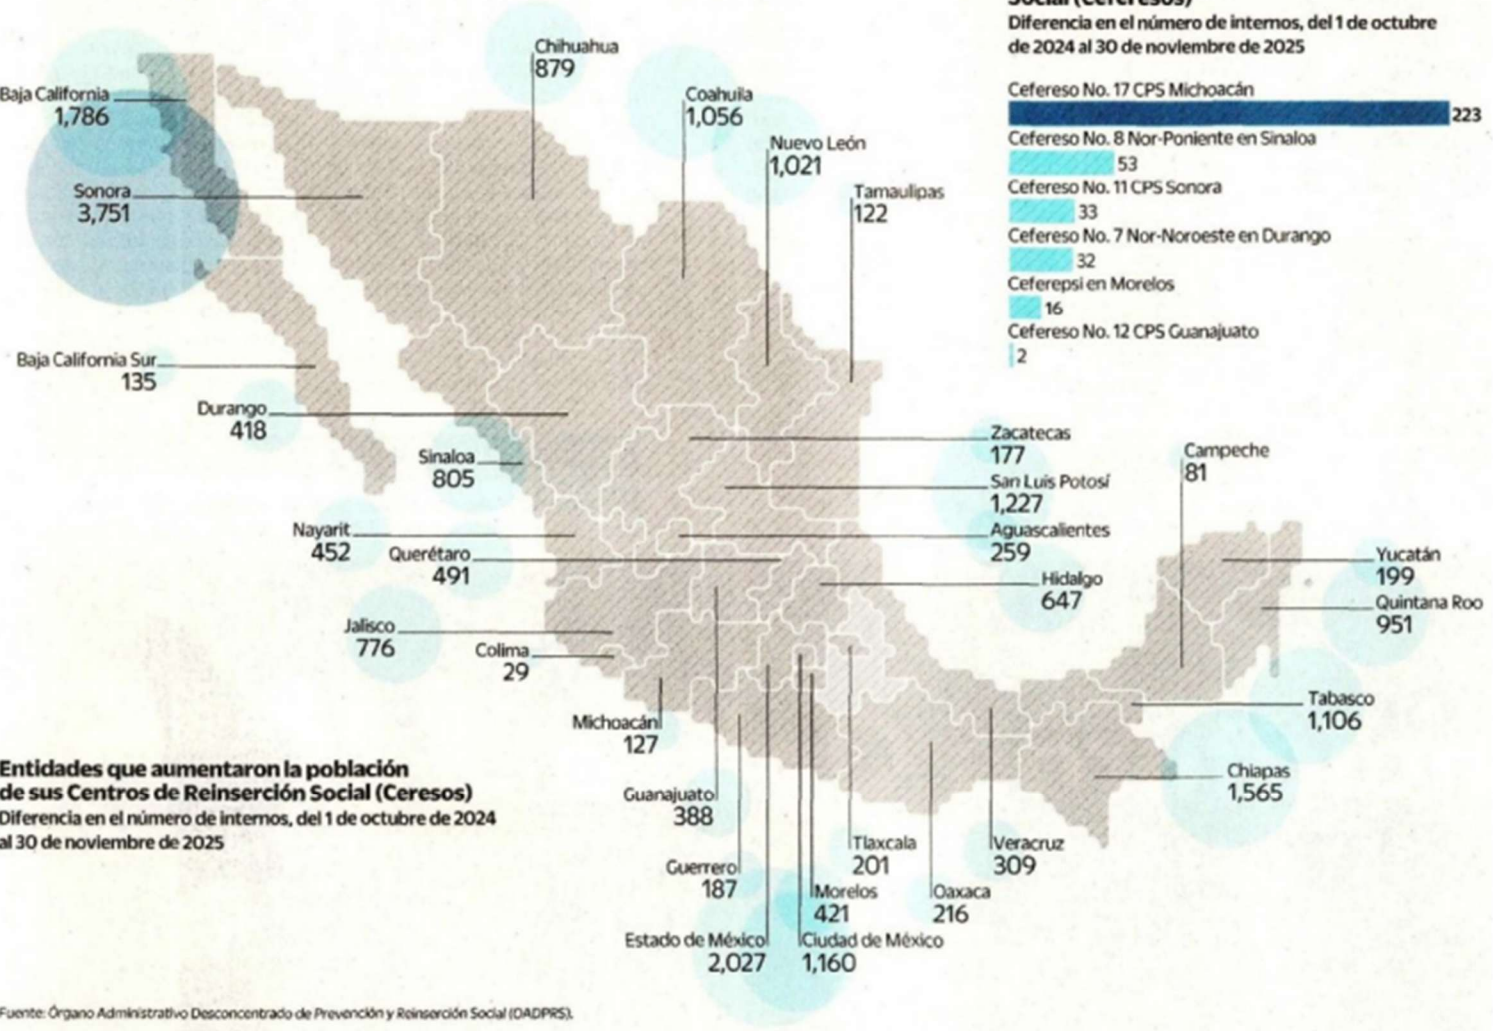 Social (Ceferesos)
Diferencia en el número de internos, del 1 de octubre
de 2024 al 30 de noviembre de 2025
Cefereso No. 17 CPS Michoacán
223
Cefereso No. 8 Nor-Poniente en Sinaloa
53
Cefereso No. 11 CPS Sonora
33
Cefereso No. 7 Nor-Noroeste en Durango
32
Ceferepsi en Morelos
16
Cefereso No. 12 CPS Guanajuato
2
Chihuahua
879
Baja California
1,786
Coahuila
1,056
Nuevo León
1,021
Sonora
3,751
Tamaulipas
122
Baja California Sur
135
Durango
418
Sinaloa
805
Zacatecas
177
Campeche
81
San Luis Potosí
1,227
Nayarit
452
Aguascalientes
259
Querétaro
491
Yucatán
199
Hidalgo
647
Quintana Roo
951
Jalisco
776
Colima
29
Tabasco
1,106
Michoacán
127
Chiapas
1,565
Guanajuato
388
Tlaxcala
201
Veracruz
309
Guerrero
187
Morelos
421
Oaxaca
216
Estado de México
2,027
Ciudad de México
1,160
Entidades que aumentaron la población
de sus Centros de Reinserción Social (Ceresos)
Diferencia en el número de internos, del 1 de octubre de 2024
al 30 de noviembre de 2025
Fuente: Órgano Administrativo Desconcentrado de Prevención y Reinserción Social (OADPRS).